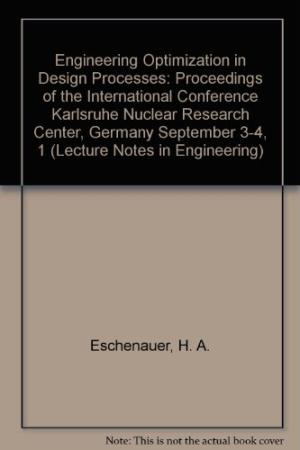 Engineering Optimization in
Design Processes: Proceedings
of the International Conference
Karlsruhe Nuclear Research
Center, Germany September 3-4,
1 (Lecture Notes in Engineering)
Eschenauer, H. A.
Note: This is not the actual book cover